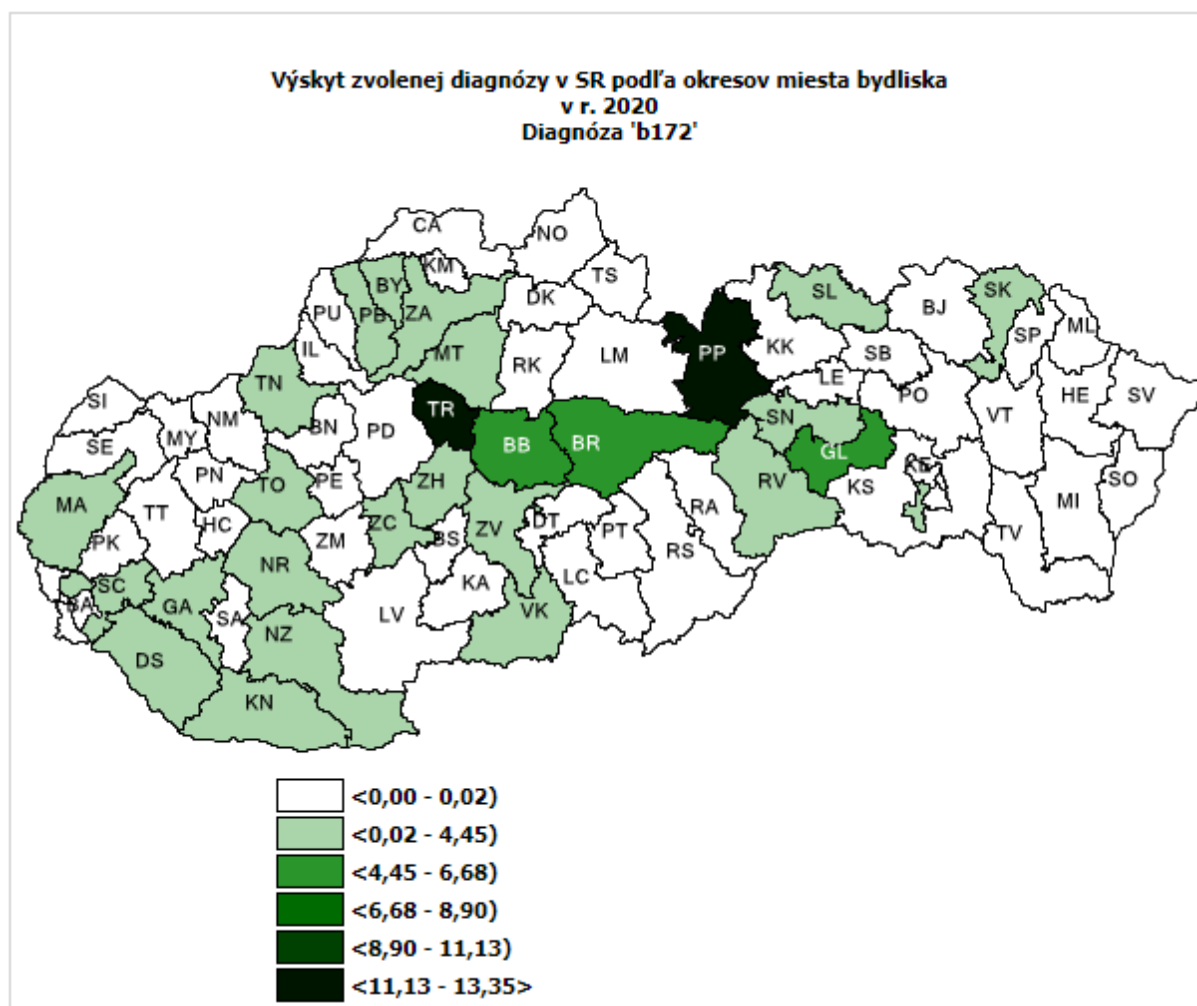 Výskyt zvolenej diagnózy v SR podľa okresov miesta bydliska
v r. 2020
Diagnóza 'b172'
CA
NO
KM
TS
BY
SL
SK
DK
PU
PB
ZA
BJ
SP
ML
IL
MT
RK
LM
PP
KK
SB
TN
LE
SI
TR
PO
HE
SV
NM
BN
PD
SN
VT
SE
MY
BB
BR
GL
PN
PE
ZH
KE
SO
MA
TO
RV
KS
MI
TT
HC
ZC
ZV
DT
RA
PK
ZM
BS
PT
TV
NR
RS
SC
LC
KA
BA
GA
SA
LV
VK
NZ
DS
KN
<0,00 - 0,02)
<0,02 - 4,45)
<4,45 - 6,68)
<6,68 - 8,90)
<8,90 - 11,13)
<11,13 - 13,35>